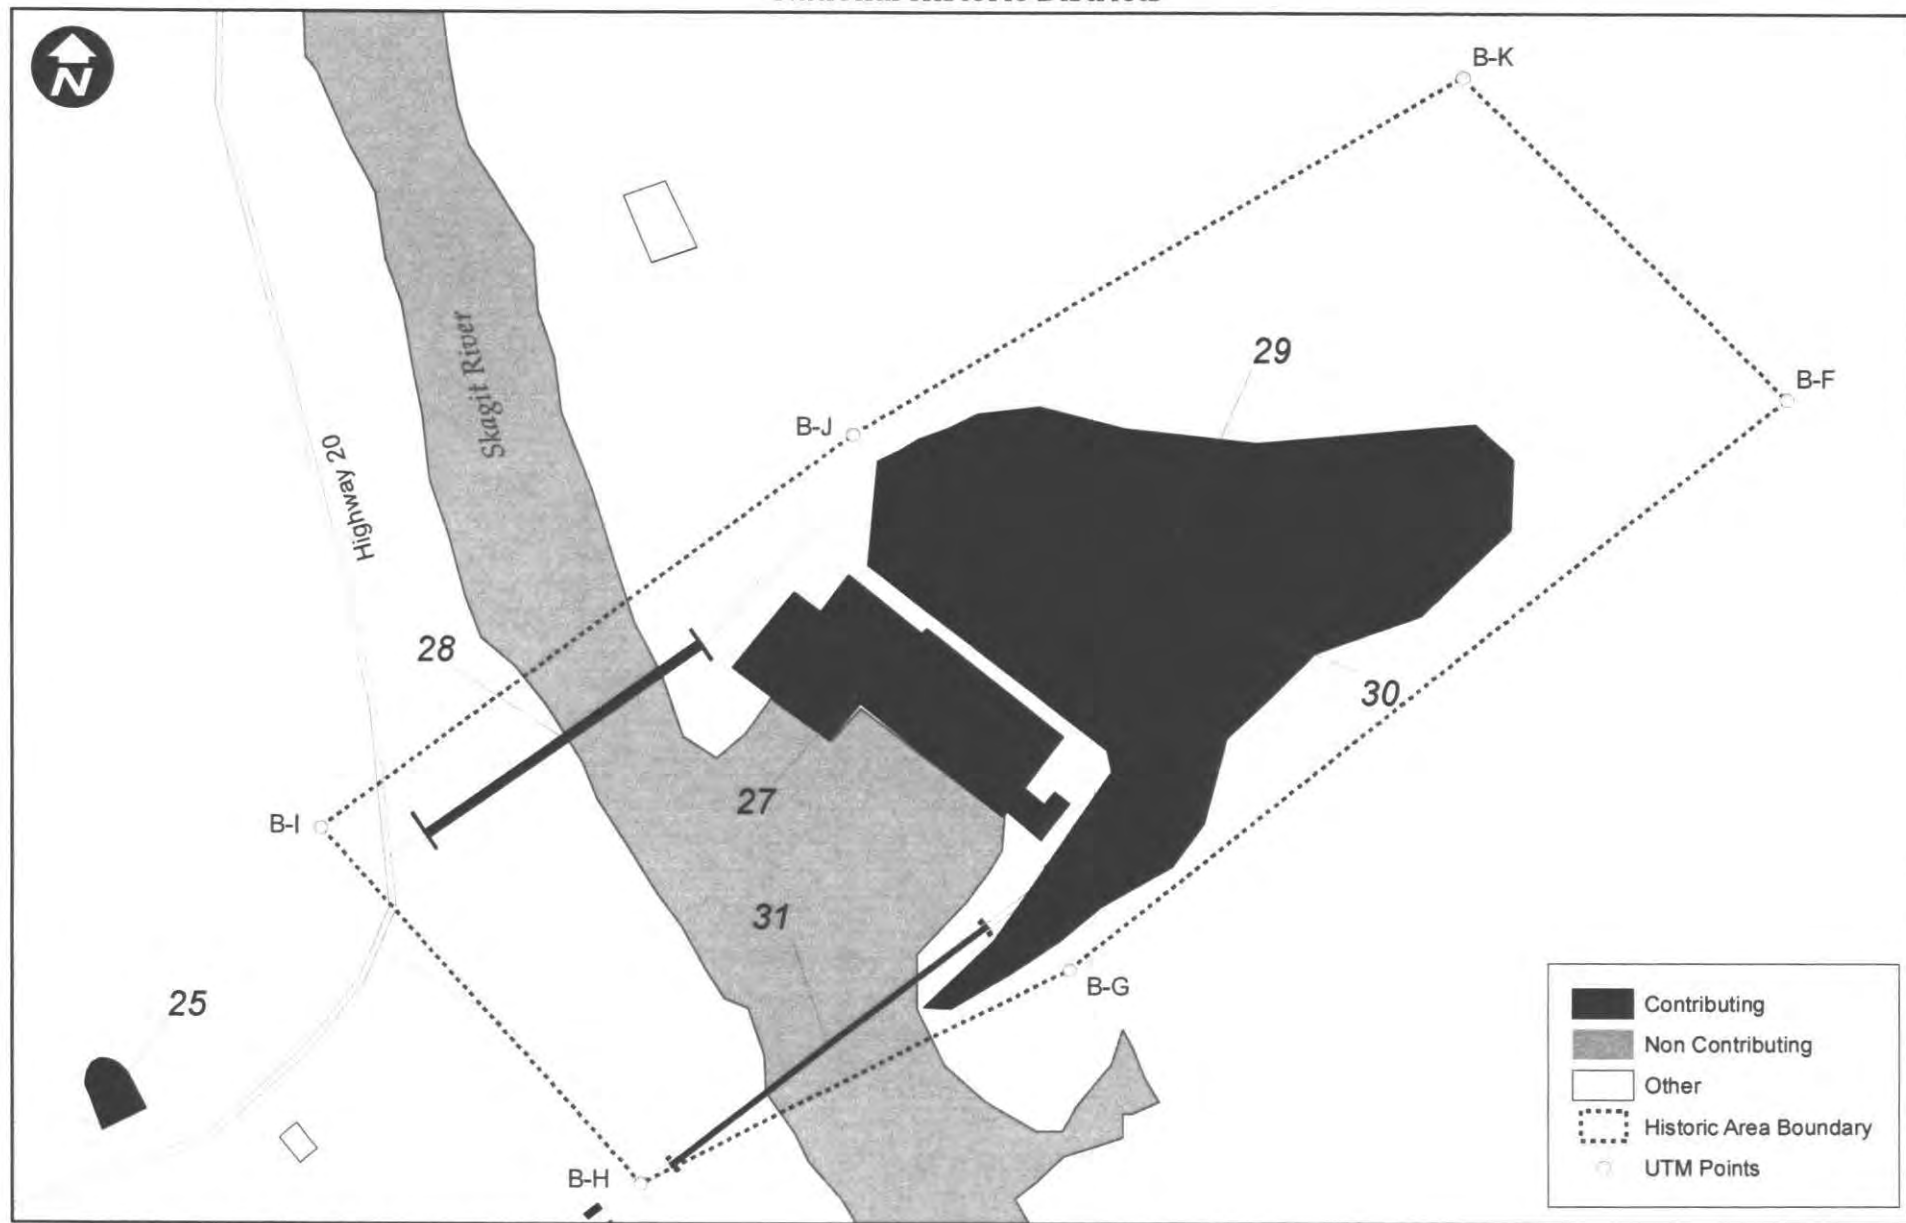 N
B-K
29
B-F
B-J
Skagit River
Highway 20
28
30
27
B-I
31
25
B-G
B-H
Contributing
Non Contributing
Other
Historic Area Boundary
UTM Points